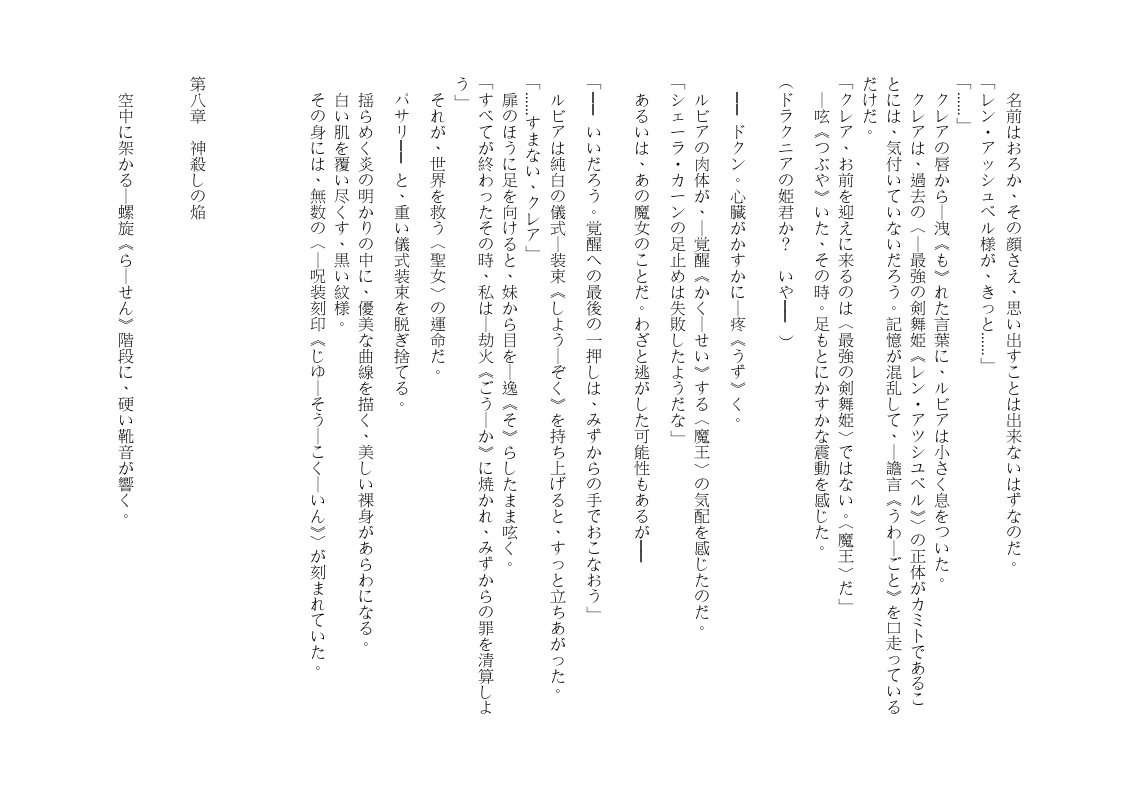 名前はおろか、その顔さえ、思い出すことは出来ないはずなのだ。
「レン・アッシュベル様が、きっと……」
「……」
　クレアの唇から―洩《も》れた言葉に、ルビアは小さく息をついた。
　クレアは、過去の〈―最強の剣舞姫《レン・アツシユベル》〉の正体がカミトであるこ
とには、気付いていないだろう。記憶が混乱して、―譫言《うわ―ごと》を口走っている
だけだ。
「クレア、お前を迎えに来るのは〈最強の剣舞姫〉ではない。〈魔王〉だ」
　―呟《つぶや》いた、その時。足もとにかすかな震動を感じた。
（ドラクニアの姫君か？　いや━━　）
　━━　ドクン。心臓がかすかに―疼《うず》く。
　ルビアの肉体が、―覚醒《かく―せい》する〈魔王〉の気配を感じたのだ。
「シェーラ・カーンの足止めは失敗したようだな」
　あるいは、あの魔女のことだ。わざと逃がした可能性もあるが━━
「━━　いいだろう。覚醒への最後の一押しは、みずからの手でおこなおう」
　ルビアは純白の儀式―装束《しよう―ぞく》を持ち上げると、すっと立ちあがった。
「……すまない、クレア」
　扉のほうに足を向けると、妹から目を―逸《そ》らしたまま呟く。
「すべてが終わったその時、私は―劫火《ごう―か》に焼かれ、みずからの罪を清算しよ
う」
　それが、世界を救う〈聖女〉の運命だ。
　パサリ━━　と、重い儀式装束を脱ぎ捨てる。
　揺らめく炎の明かりの中に、優美な曲線を描く、美しい裸身があらわになる。
　白い肌を覆い尽くす、黒い紋様。
　その身には、無数の〈―呪装刻印《じゆ―そう―こく―いん》〉が刻まれていた。
第八章　神殺しの焔
　空中に架かる―螺旋《ら―せん》階段に、硬い靴音が響く。